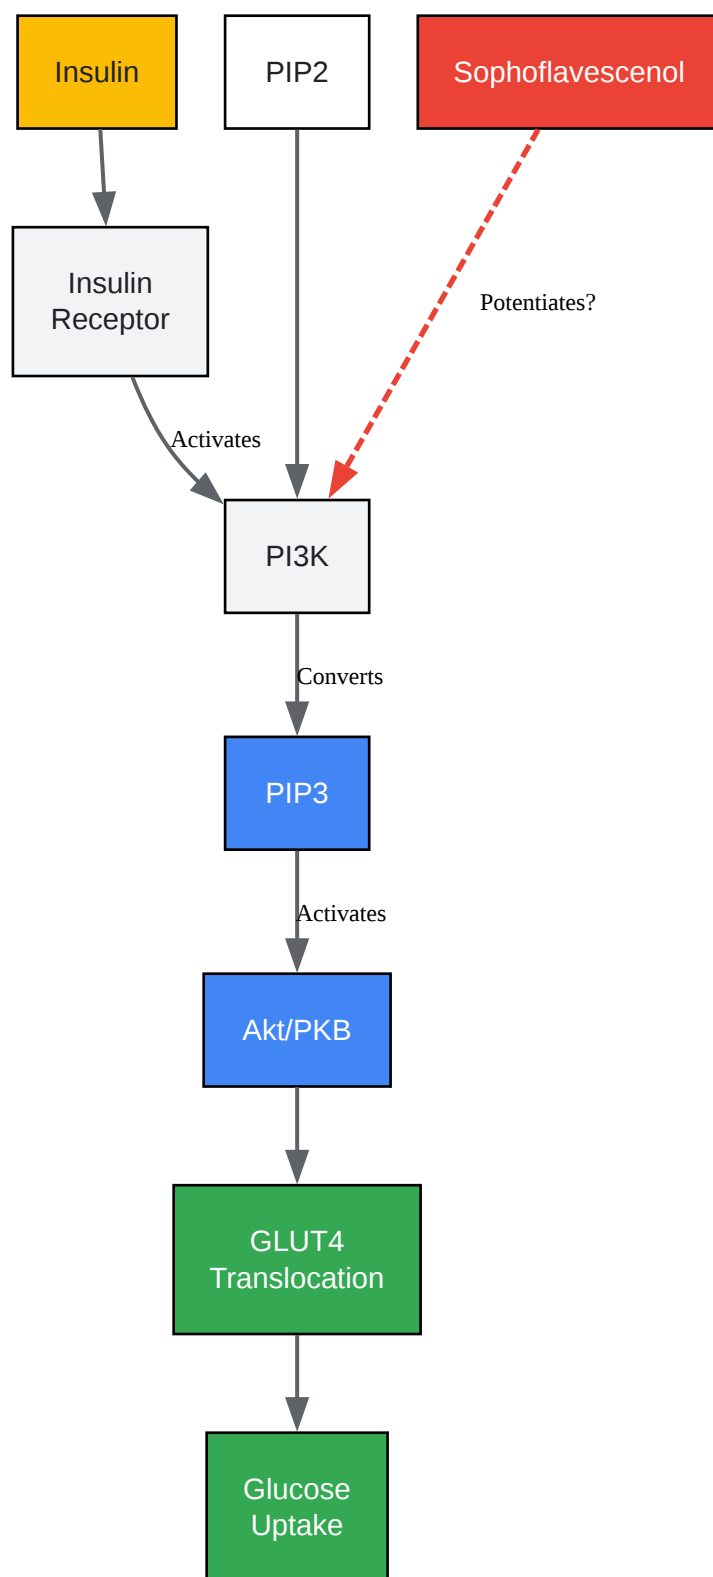 Insulin
PIP2
Sophoflavescenol
Insulin
Receptor
Potentiates?
Activates
PI3K
Converts
PIP3
Activates
Akt/PKB
GLUT4
Translocation
Glucose
Uptake